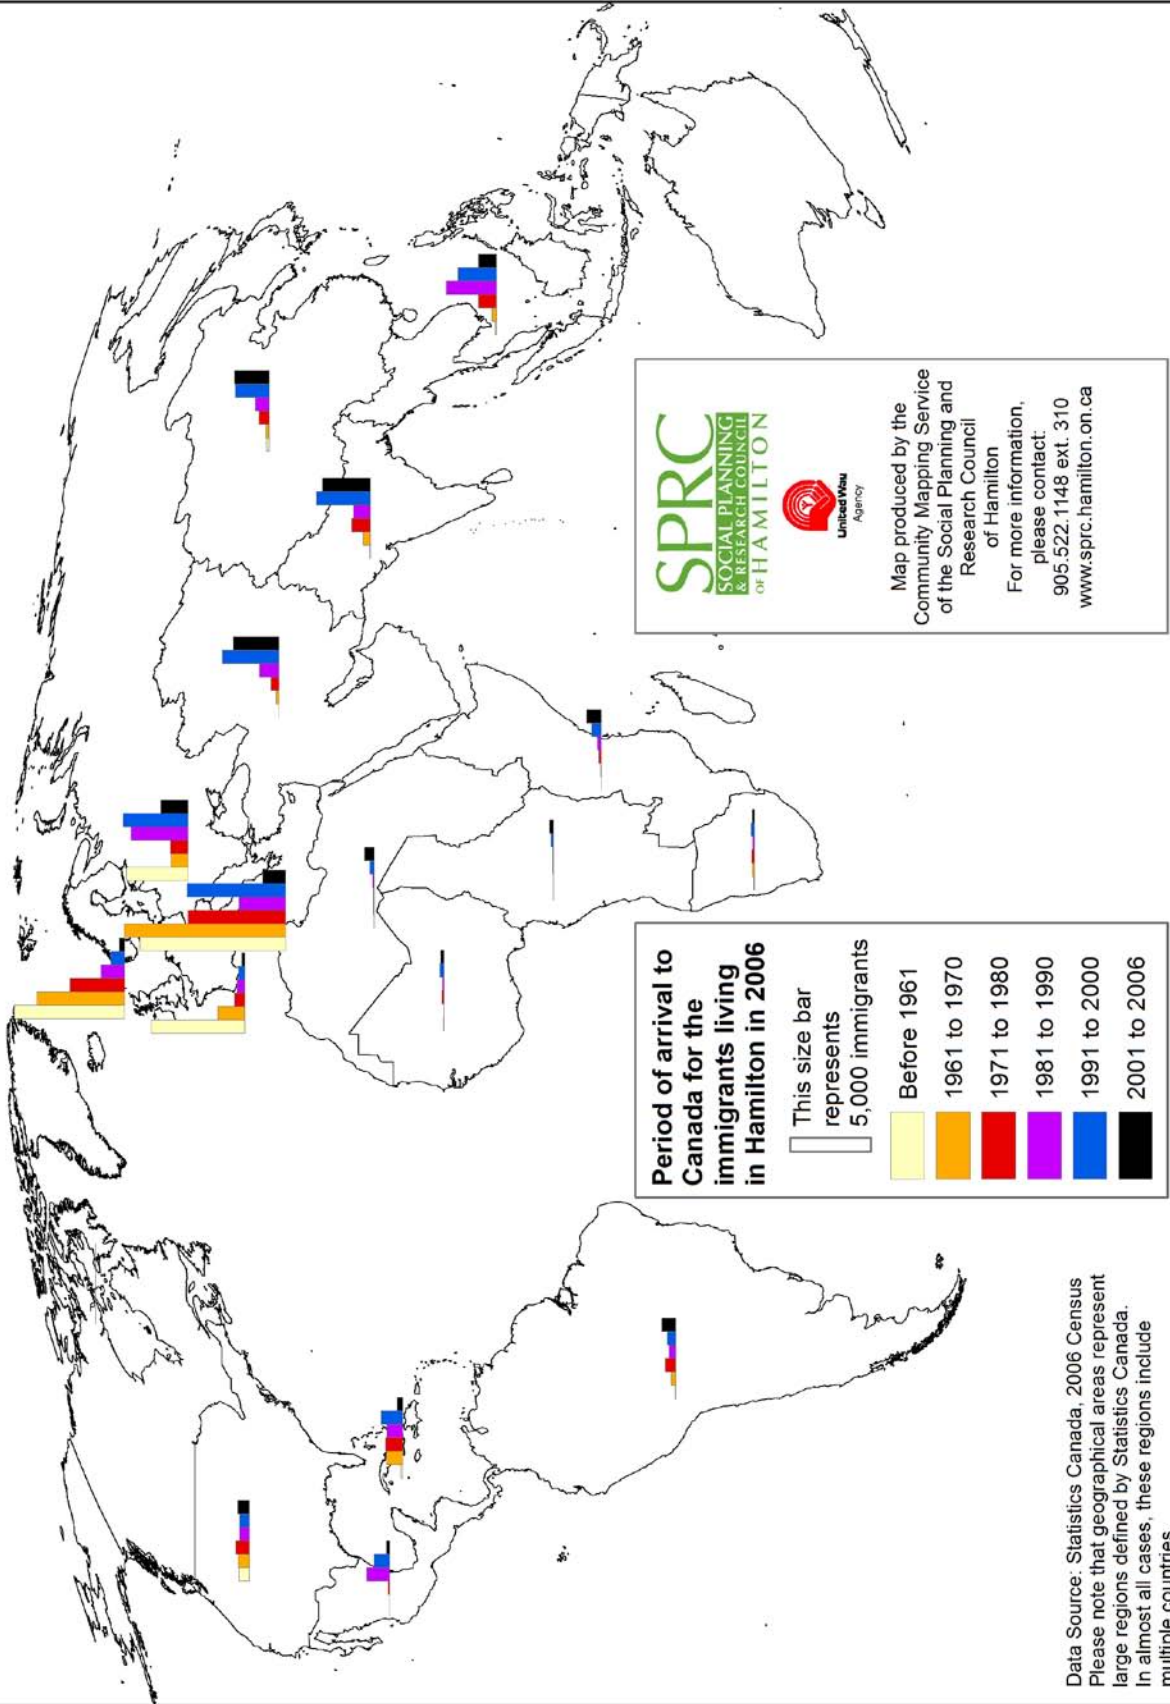 Period of arrival to
Canada for the
immigrants living
in Hamilton in 2006
This size bar
represents
5,000 immigrants
Before 1961
1961 to 1970
1971 to 1980
1981 to 1990
1991 to 2000
2001 to 2006
SPRC
SOCIAL PLANNING
& RESEARCH COUNCIL
OF HAMILTON
United Way
Agency
Map produced by the
Community Mapping Service
of the Social Planning and
Research Council
of Hamilton
For more information,
please contact:
905.522.1148 ext. 310
www.sprc.hamilton.on.ca
Data Source: Statistics Canada, 2006 Census
Please note that geographical areas represent
large regions defined by Statistics Canada.
In almost all cases, these regions include
multiple countries